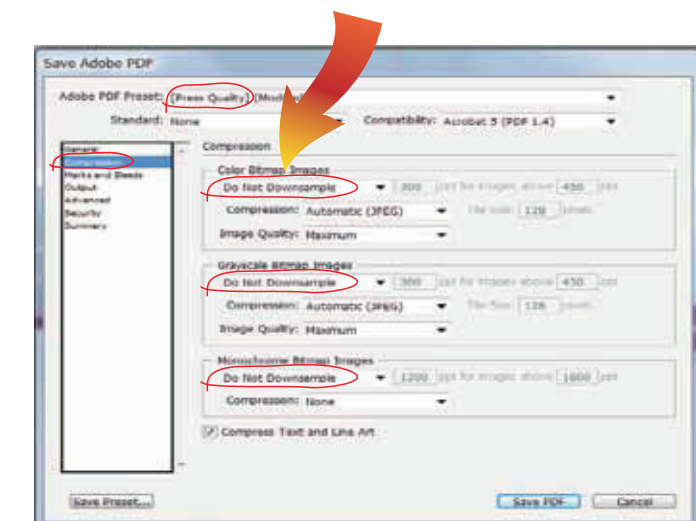 Save Adobe PDF
Adobe PDF Preset: [Press Quality]
Standard: None Compatibility: Acrobat 5 (PDF 1.4)
General
Compression
Marks and Bleeds
Output
Advanced
Security
Summary
Compression
Color Bitmap Images
Do Not Downsample 300 ppi for images above 450 ppi
Compression: Automatic (JPEG) Tile Size: 128 pixels
Image Quality: Maximum
Grayscale Bitmap Images
Do Not Downsample 300 ppi for images above 450 ppi
Compression: Automatic (JPEG) Tile Size: 128 pixels
Image Quality: Maximum
Monochrome Bitmap Images
Do Not Downsample 1200 ppi for images above 1800 ppi
Compression: None
Compress Text and Line Art
Save Preset... Save PDF Cancel